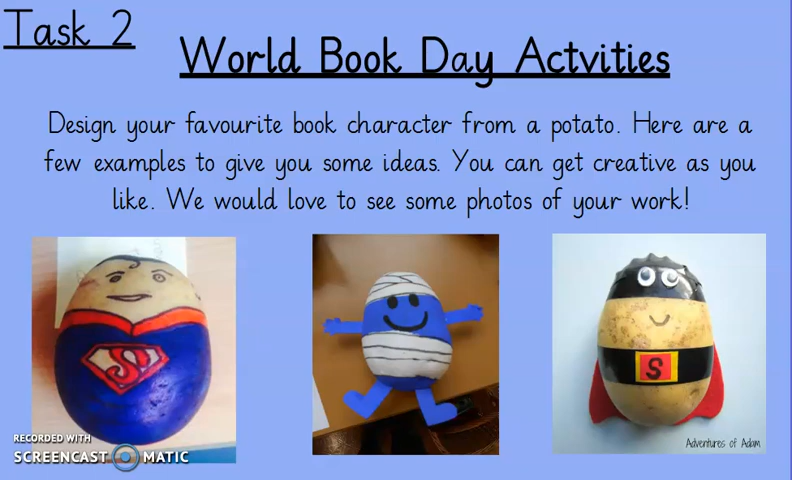 Task 2
World Book Day Actvities
Design your favourite book character from a potato. Here are a
few examples to give you some ideas. You can get creative as you
like. We would love to see some photos of your work!
S
S
Adventures of Adam
RECORDED WITH
SCREENCAST MATIC